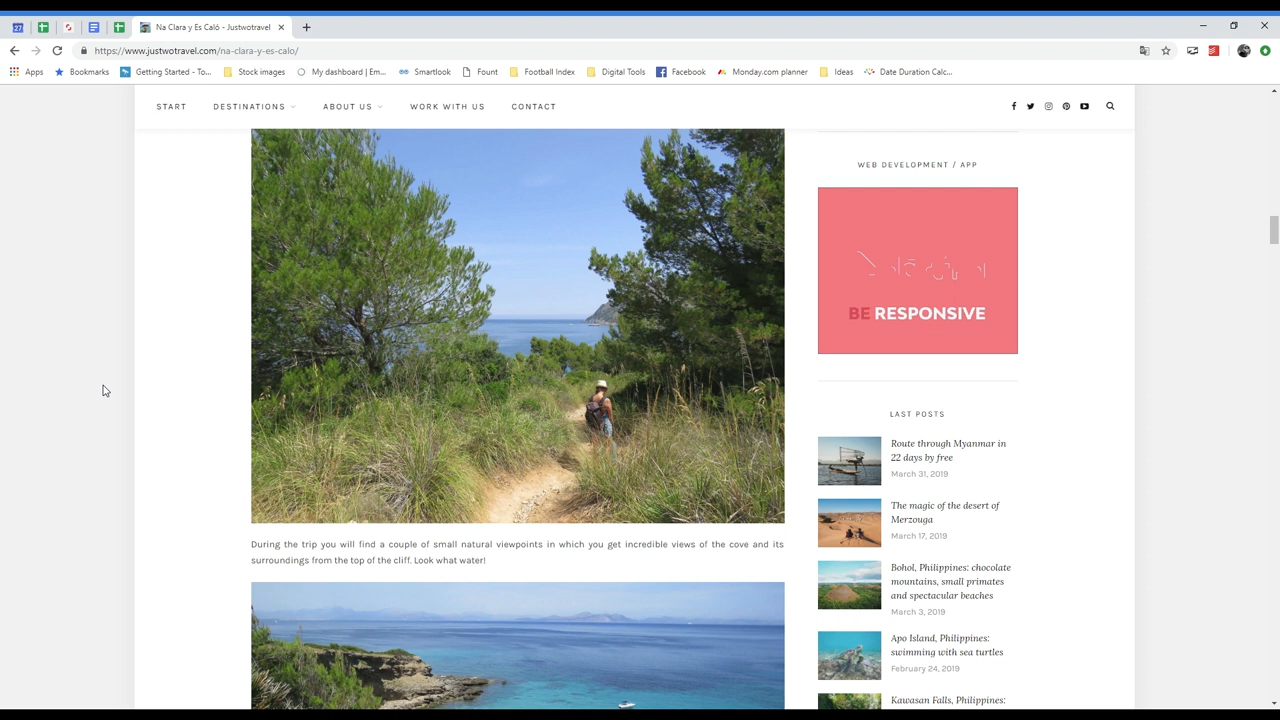 Na Clara y Es Caló - Justwotravel
https://www.justwotravel.com/na-clara-y-es-calo/
Apps Bookmarks Getting Started - To... Stock images My dashboard | Em... Smartlook Fount Football Index Digital Tools Facebook Monday.com planner Ideas Date Duration Calc...
START DESTINATIONS ABOUT US WORK WITH US CONTACT
During the trip you will find a couple of small natural viewpoints in which you get incredible views of the cove and its
surroundings from the top of the cliff. Look what water!
WEB DEVELOPMENT / APP
BE RESPONSIVE
LAST POSTS
Route through Myanmar in
22 days by free
March 31, 2019
The magic of the desert of
Merzouga
March 17, 2019
Bohol, Philippines: chocolate
mountains, small primates
and spectacular beaches
March 3, 2019
Apo Island, Philippines:
swimming with sea turtles
February 24, 2019
Kawasan Falls, Philippines: